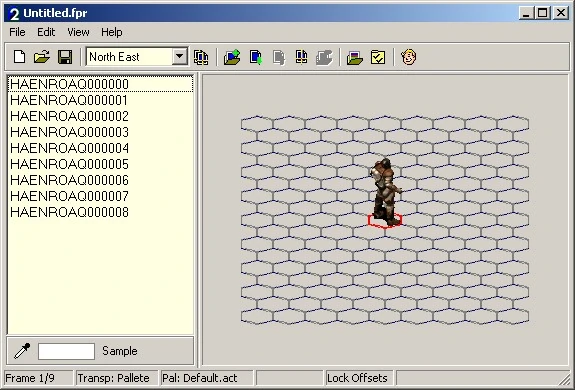 2 Untitled.fpr
File Edit View Help
North East
HAENROAQ000000
HAENROAQ000001
HAENROAQ000002
HAENROAQ000003
HAENROAQ000004
HAENROAQ000005
HAENROAQ000006
HAENROAQ000007
HAENROAQ000008
Sample
Frame 1/9 Transp: Pallete Pal: Default.act Lock Offsets